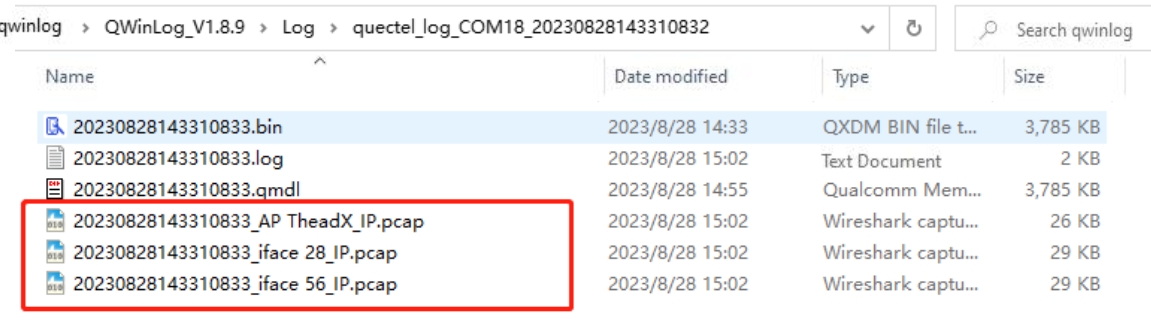 qwinlog > QWinLog_V1.8.9 > Log > quectel_log_COM18_20230828143310832 Search qwinlog
Name Date modified Type Size
20230828143310833.bin 2023/8/28 14:33 QXDM BIN file t... 3,785 KB
20230828143310833.log 2023/8/28 15:02 Text Document 2 KB
20230828143310833.qmdl 2023/8/28 14:55 Qualcomm Mem... 3,785 KB
20230828143310833_AP TheadX_IP.pcap 2023/8/28 15:02 Wireshark captu... 26 KB
20230828143310833_iface 28_IP.pcap 2023/8/28 15:02 Wireshark captu... 29 KB
20230828143310833_iface 56_IP.pcap 2023/8/28 15:02 Wireshark captu... 29 KB